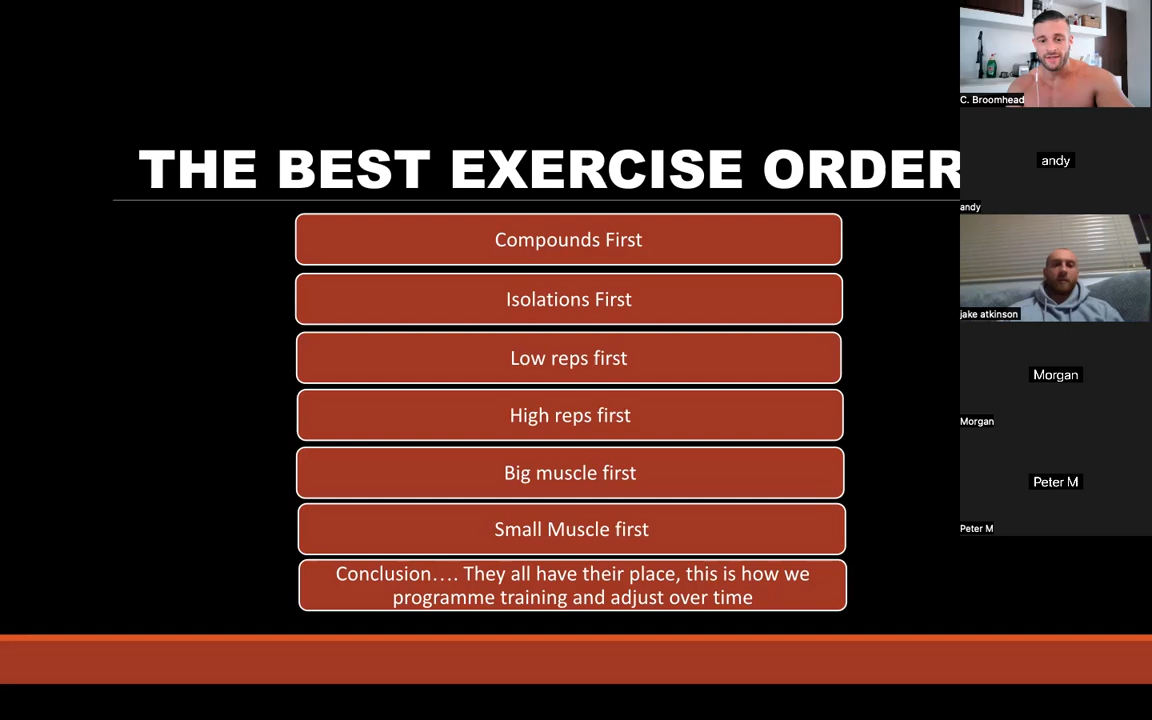 THE BEST EXERCISE ORDER
Compounds First
Isolations First
Low reps first
High reps first
Big muscle first
Small Muscle first
Conclusion…. They all have their place, this is how we
programme training and adjust over time
C. Broomhead
andy
andy
jake atkinson
Morgan
Morgan
Peter M
Peter M